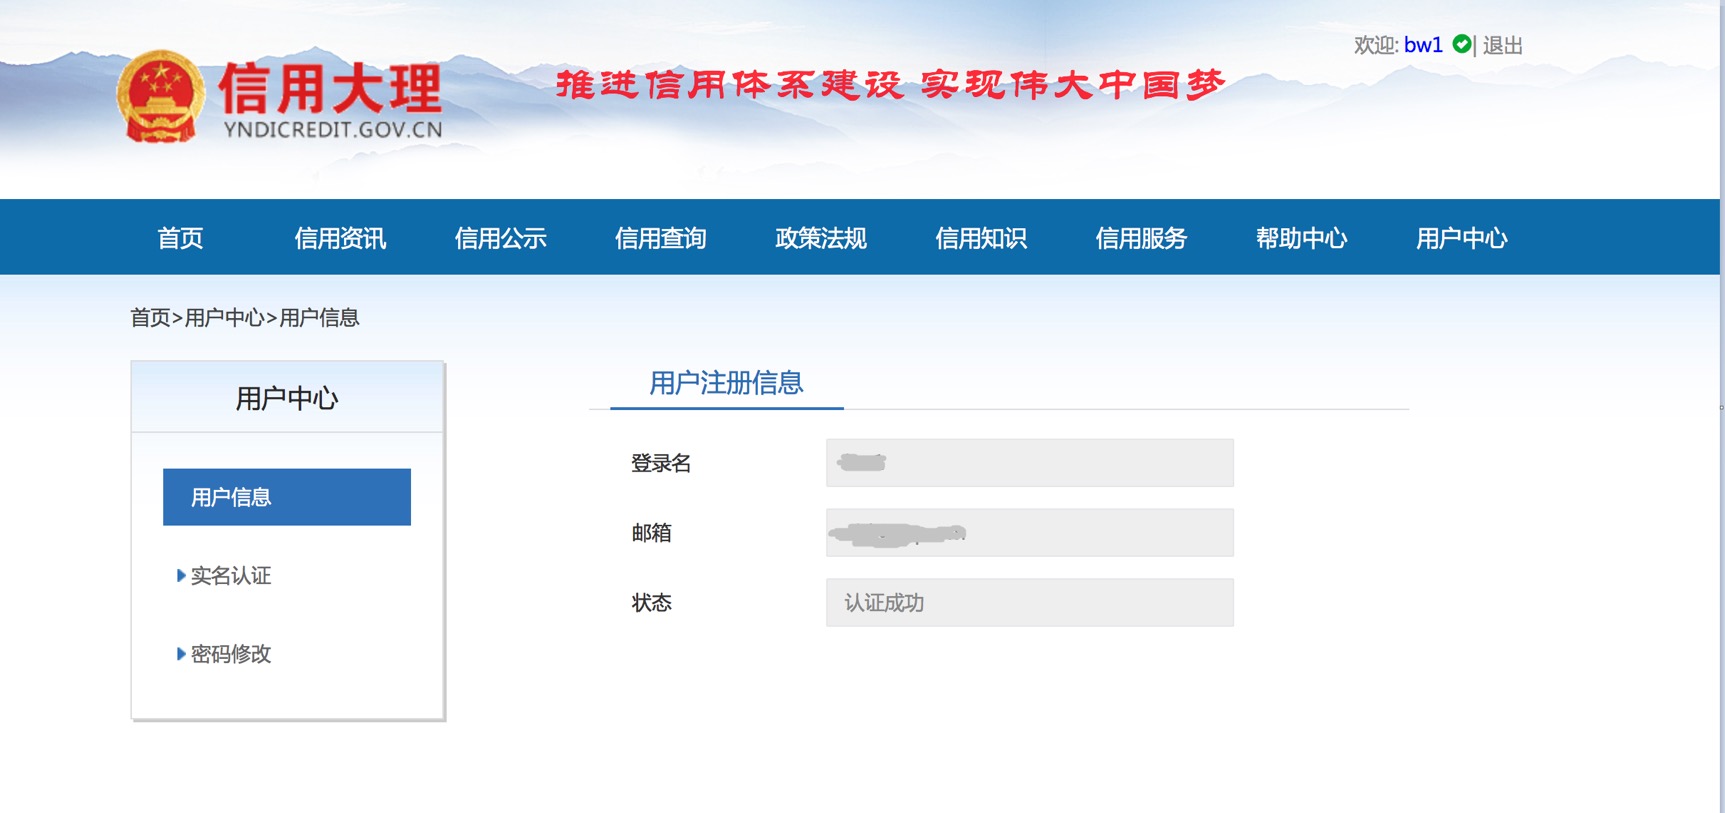 欢迎: bw1 | 退出
信用大理
YNDICREDIT.GOV.CN
推进信用体系建设 实现伟大中国梦
首页 信用资讯 信用公示 信用查询 政策法规 信用知识 信用服务 帮助中心 用户中心
首页>用户中心>用户信息
用户中心
用户信息
实名认证
密码修改
用户注册信息
登录名
邮箱
状态 认证成功